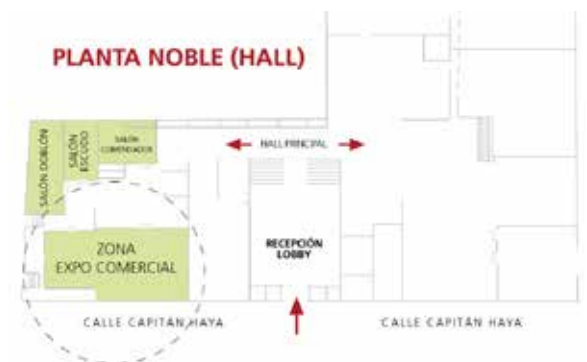 PLANTA NOBLE (HALL)
SALÓN DOBLÓN
SALÓN
ESCUDO
SALÓN
COMENDADOR
HALL PRINCIPAL
ZONA
EXPO COMERCIAL
RECEPCIÓN
LOBBY
CALLE CAPITÁN HAYA
CALLE CAPITÁN HAYA